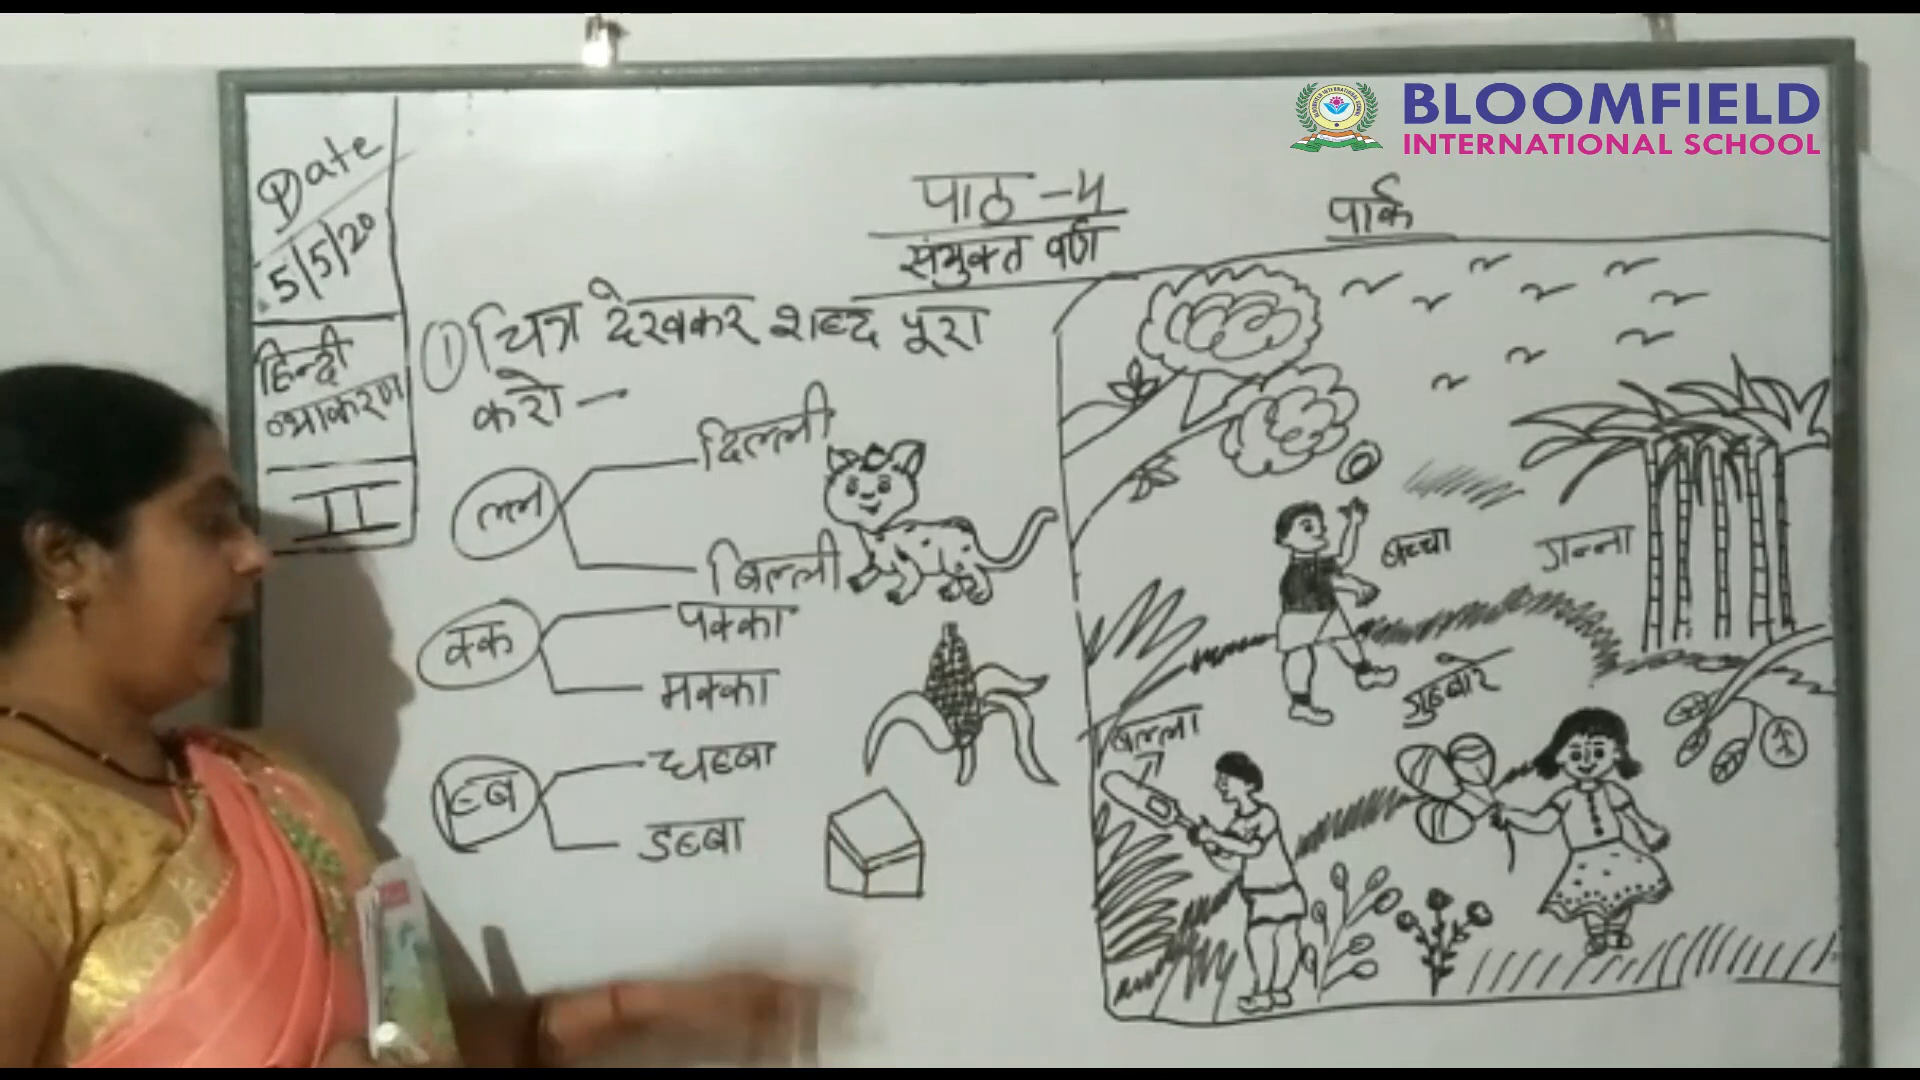 BLOOMFIELD
INTERNATIONAL SCHOOL
Date
5/5/20
हिन्दी
व्याकरण
II
पाठ -4
संयुक्त वर्ण
① चित्र देखकर शब्द पूरा
करो —
ल्ल
दिल्ली
बिल्ली
क्क
पक्का
मक्का
ब्ब
धब्बा
डब्बा
पार्क
बच्चा
गन्ना
गुब्बारे
बल्ला